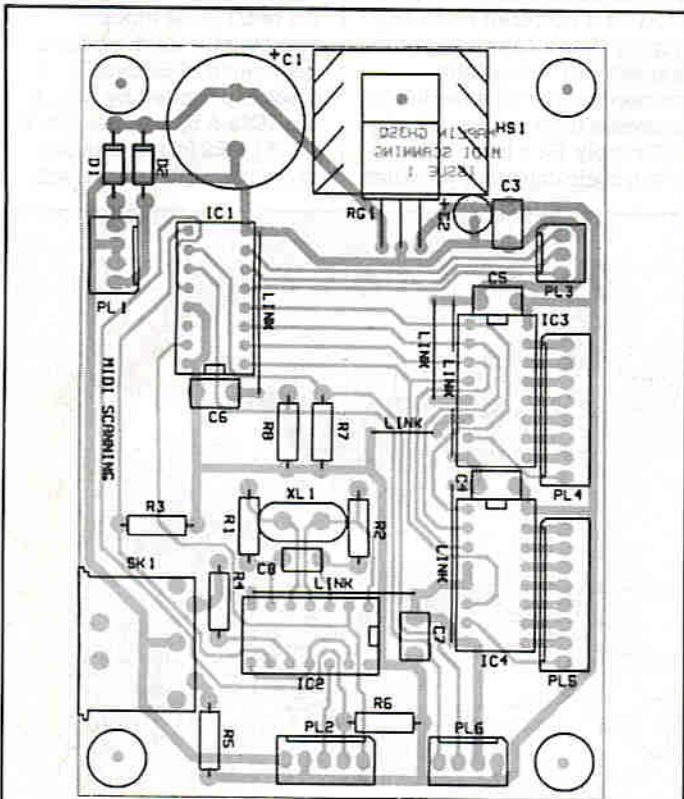 + C1
HS1
MAPLIN GH35Q
MIDI SCANNING
ISSUE 1
D1
D2
IC1
RG1
+
C2
C3
PL1
PL3
C5
IC3
LINK
LINK
LINK
MIDI SCANNING
C6
R8
R7
LINK
C4
PL4
R3
R1
XL1
R2
SK1
R4
C8
LINK
LINK
C7
IC2
IC4
PL5
R5
PL2
R6
PL6